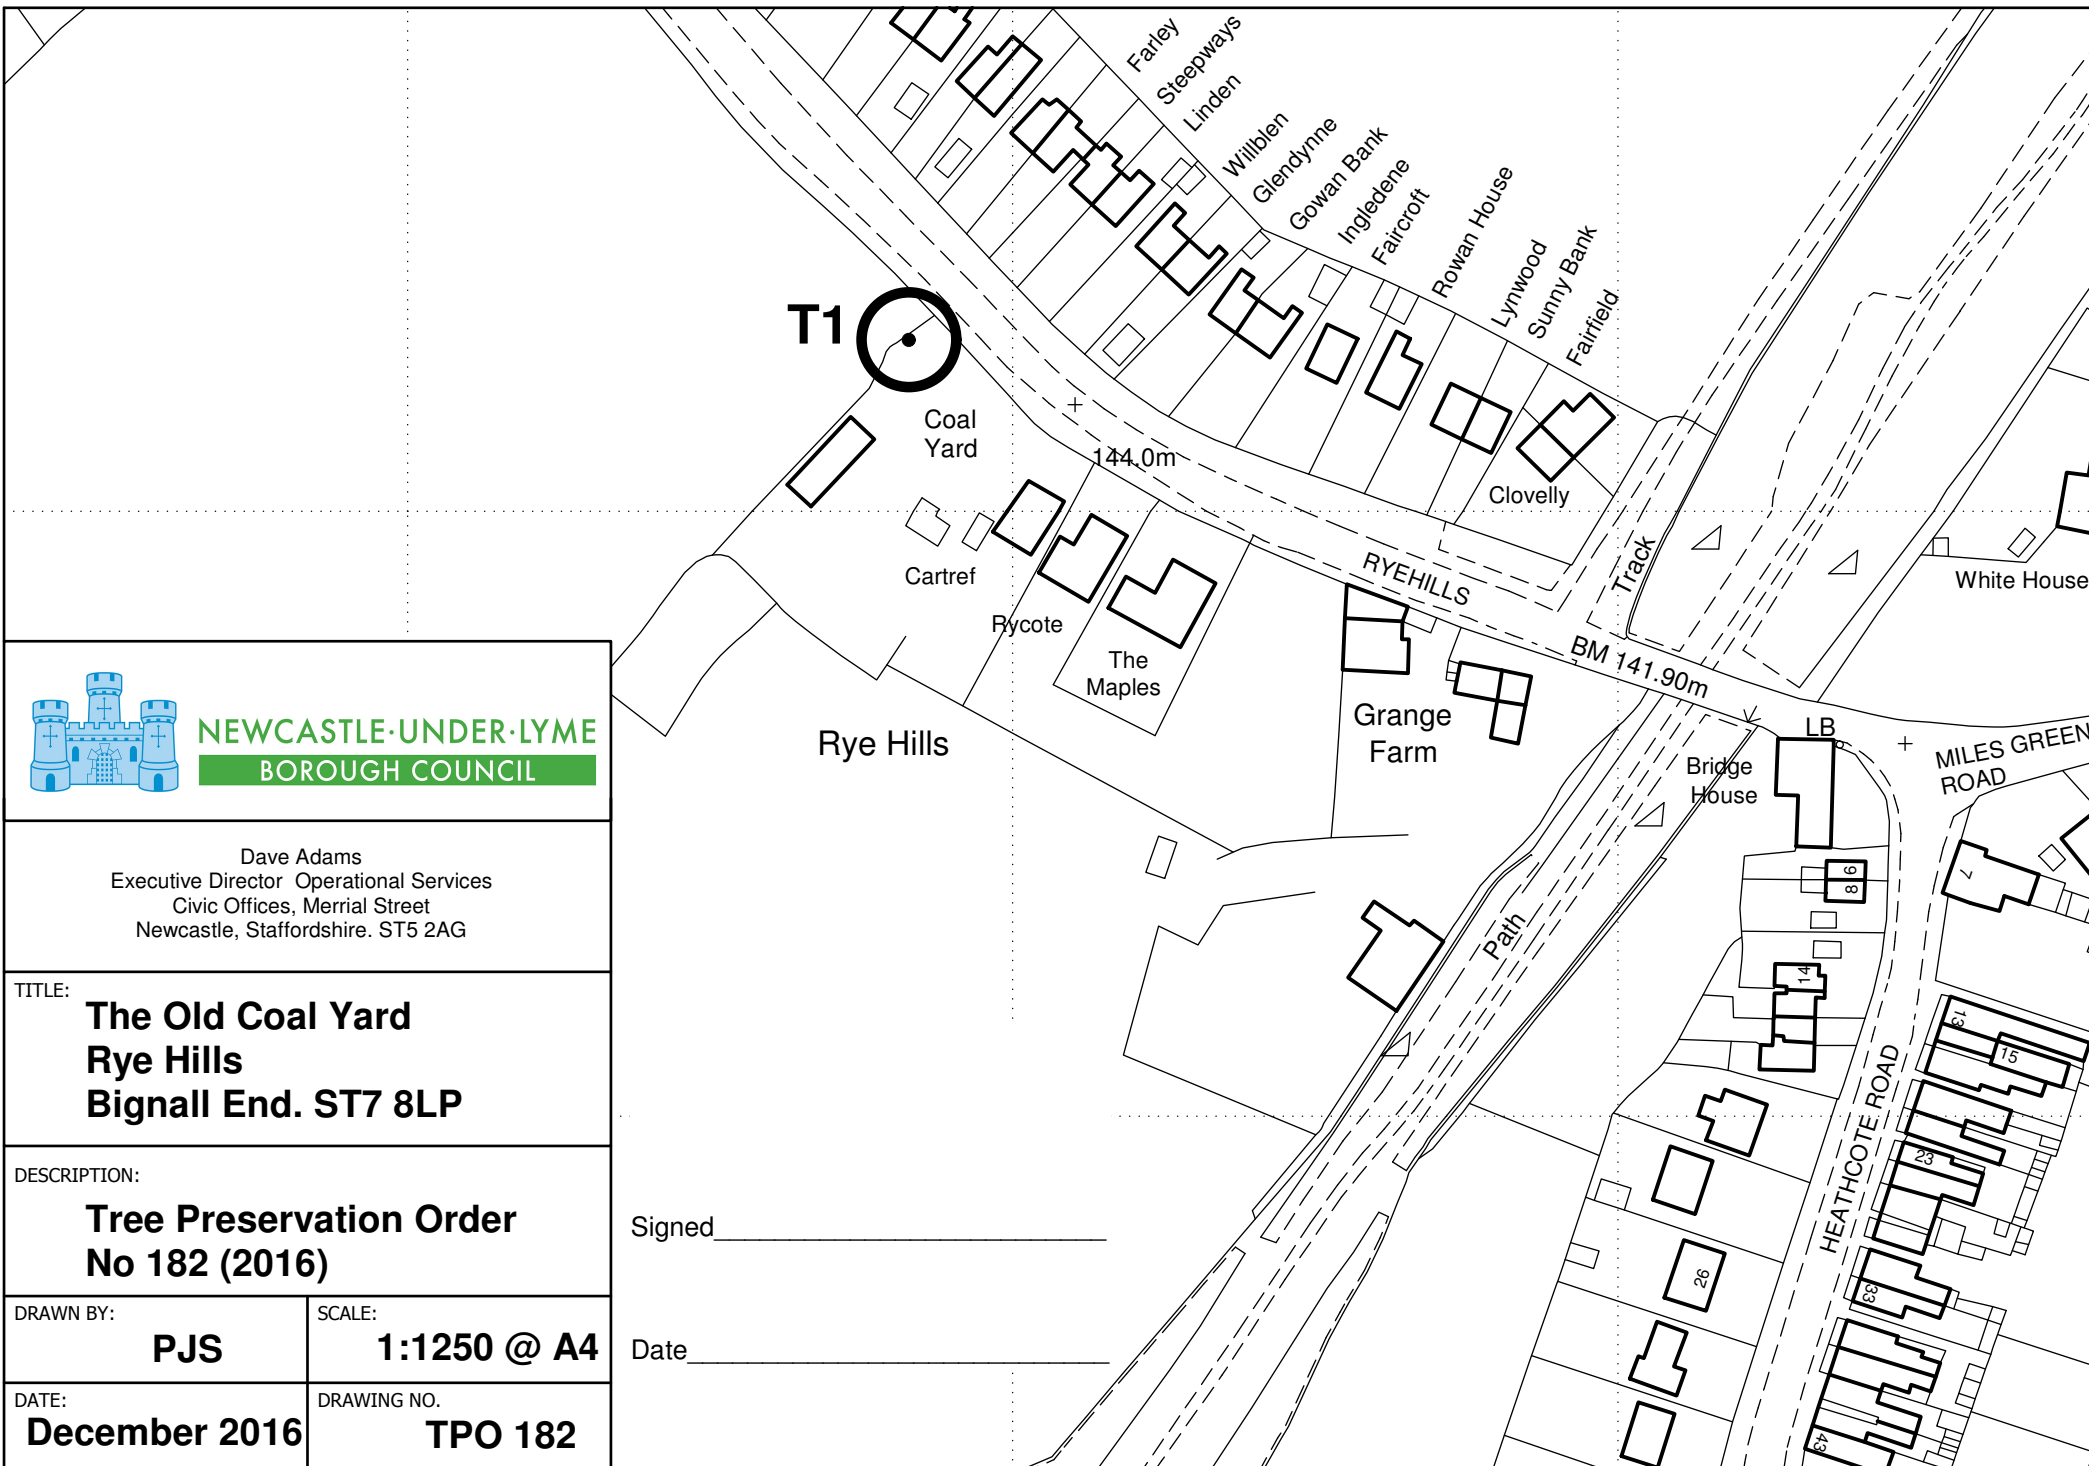 Farley
Steepways
Linden
Willblen
Glendynne
Gowan Bank
Ingledene
Faircroft
Rowan House
Lynwood
Sunny Bank
Fairfield
T1
Coal
Yard
144.0m
Clovelly
Cartref
Rycote
The
Maples
RYEHILLS
Track
White House
BM 141.90m
Rye Hills
Grange
Farm
LB
Bridge
House
MILES GREEN
ROAD
Path
6
8
7
14
13
15
23
HEATHCOTE ROAD
26
33
43
NEWCASTLE·UNDER·LYME
BOROUGH COUNCIL
Dave Adams
Executive Director Operational Services
Civic Offices, Merrial Street
Newcastle, Staffordshire. ST5 2AG
TITLE:
The Old Coal Yard
Rye Hills
Bignall End. ST7 8LP
DESCRIPTION:
Tree Preservation Order
No 182 (2016)
DRAWN BY:
PJS
SCALE:
1:1250 @ A4
DATE:
December 2016
DRAWING NO.
TPO 182
Signed
Date